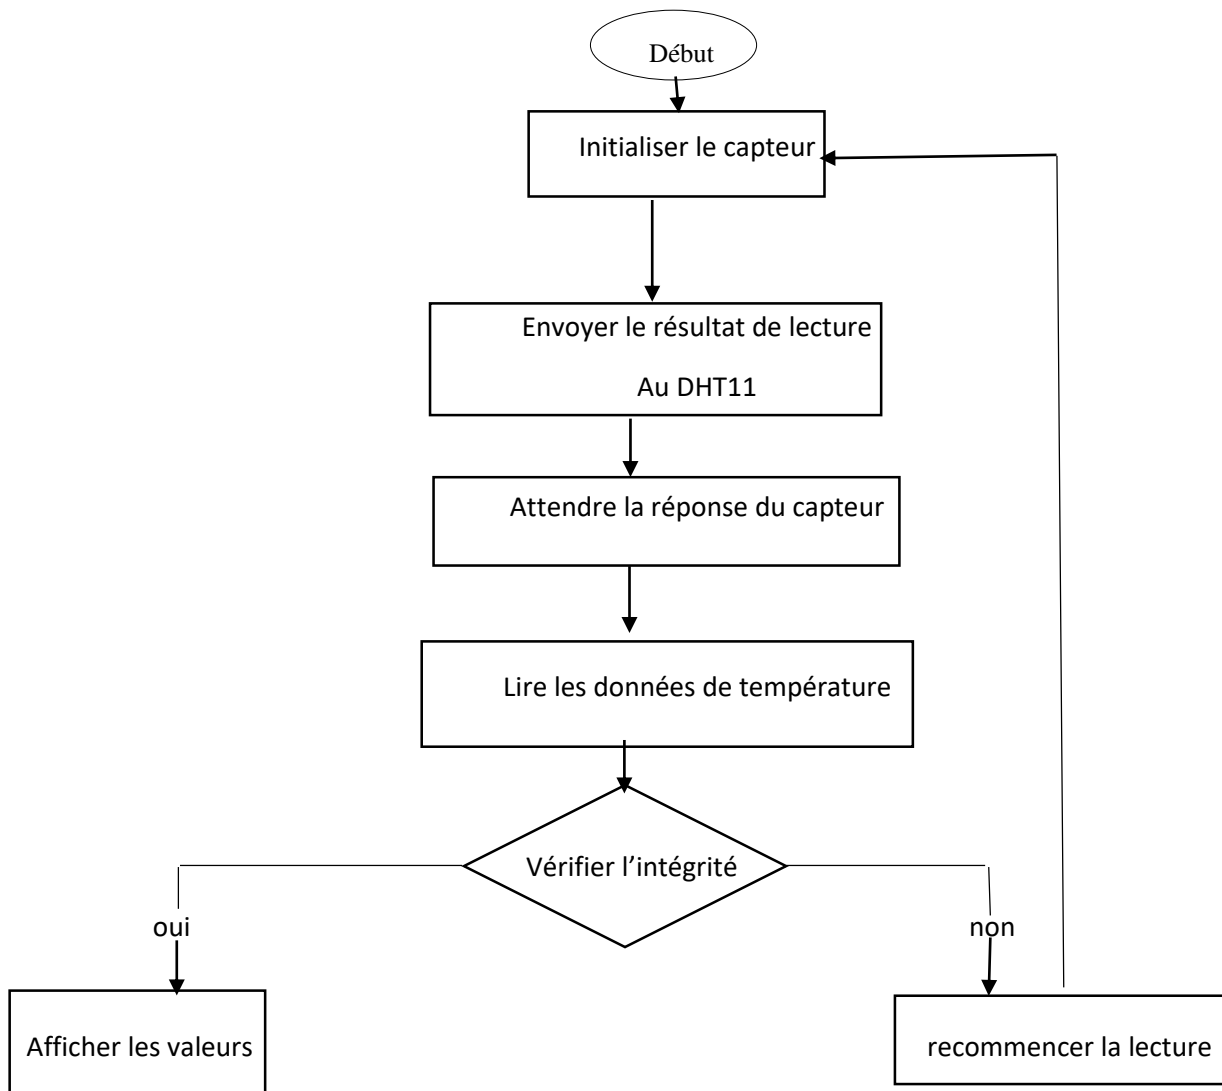 Début
Initialiser le capteur
Envoyer le résultat de lecture
Au DHT11
Attendre la réponse du capteur
Lire les données de température
Vérifier l’intégrité
oui
non
Afficher les valeurs
recommencer la lecture